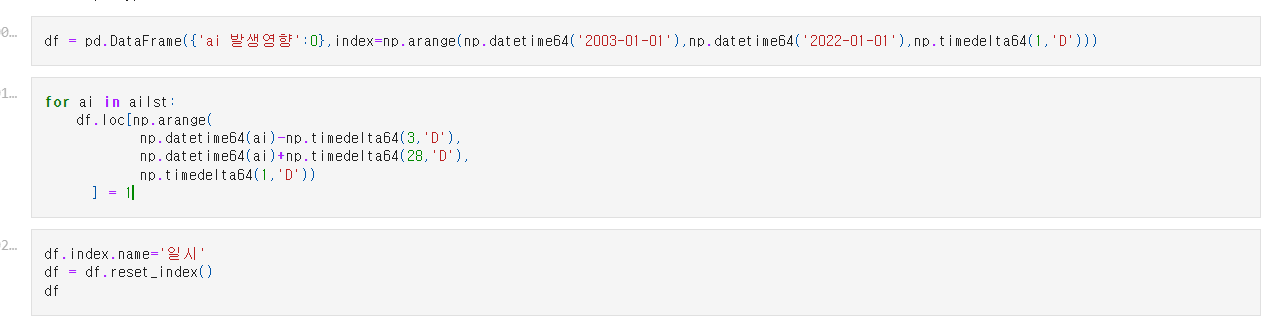 df = pd.DataFrame({'ai 발생영향':0},index=np.arange(np.datetime64('2003-01-01'),np.datetime64('2022-01-01'),np.timedelta64(1,'D')))
for ai in ailst:
    df.loc[np.arange(
            np.datetime64(ai)-np.timedelta64(3,'D'),
            np.datetime64(ai)+np.timedelta64(28,'D'),
            np.timedelta64(1,'D'))
      ] = 1
df.index.name='일시'
df = df.reset_index()
df